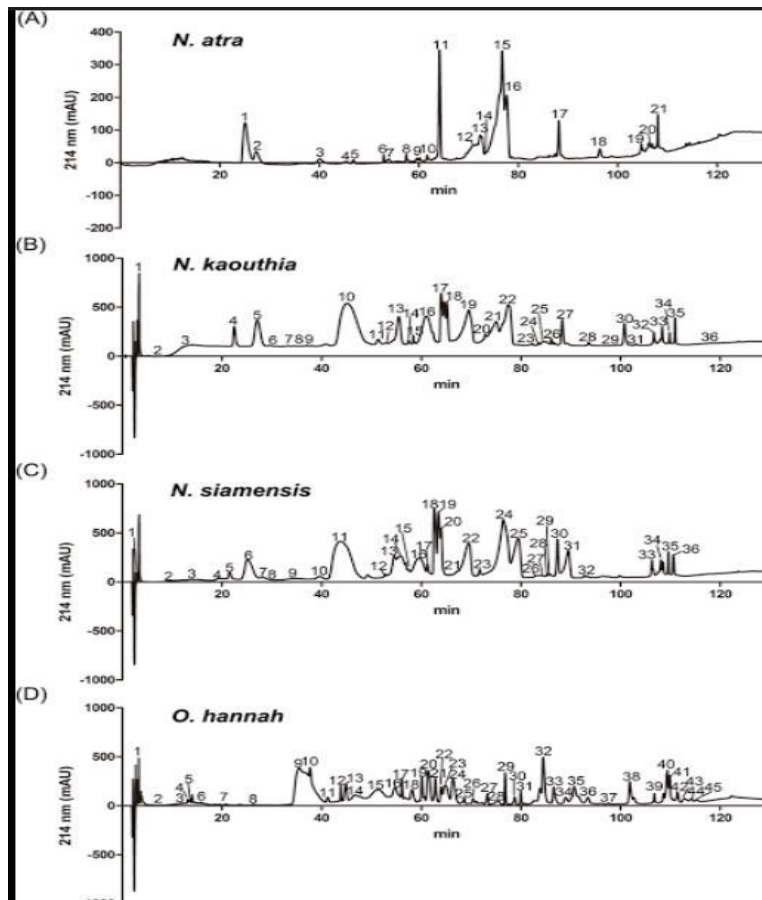 (A)
N. atra
400
300
200
100
0
-100
-200
214 nm (mAU)
1 2 3 4 5 6 7 8 9 10 11 12 13 14 15 16 17 18 19 20 21
20 40 60 80 100 120
min
(B)
N. kaouthia
1000
500
0
-500
-1000
214 nm (mAU)
1 2 3 4 5 6 7 8 9 10 11 12 13 14 15 16 17 18 19 20 21 22 23 24 25 26 27 28 29 30 31 32 33 34 35 36
20 40 60 80 100 120
min
(C)
N. siamensis
1000
500
0
-500
-1000
214 nm (mAU)
1 2 3 4 5 6 7 8 9 10 11 12 13 14 15 16 17 18 19 20 21 22 23 24 25 26 27 28 29 30 31 32 33 34 35 36
20 40 60 80 100 120
min
(D)
O. hannah
1000
500
0
-500
-1000
214 nm (mAU)
1 2 3 4 5 6 7 8 9 10 11 12 13 14 15 16 17 18 19 20 21 22 23 24 25 26 27 28 29 30 31 32 33 34 35 36 37 38 39 40 41 42 43 44 45
20 40 60 80 100 120
min